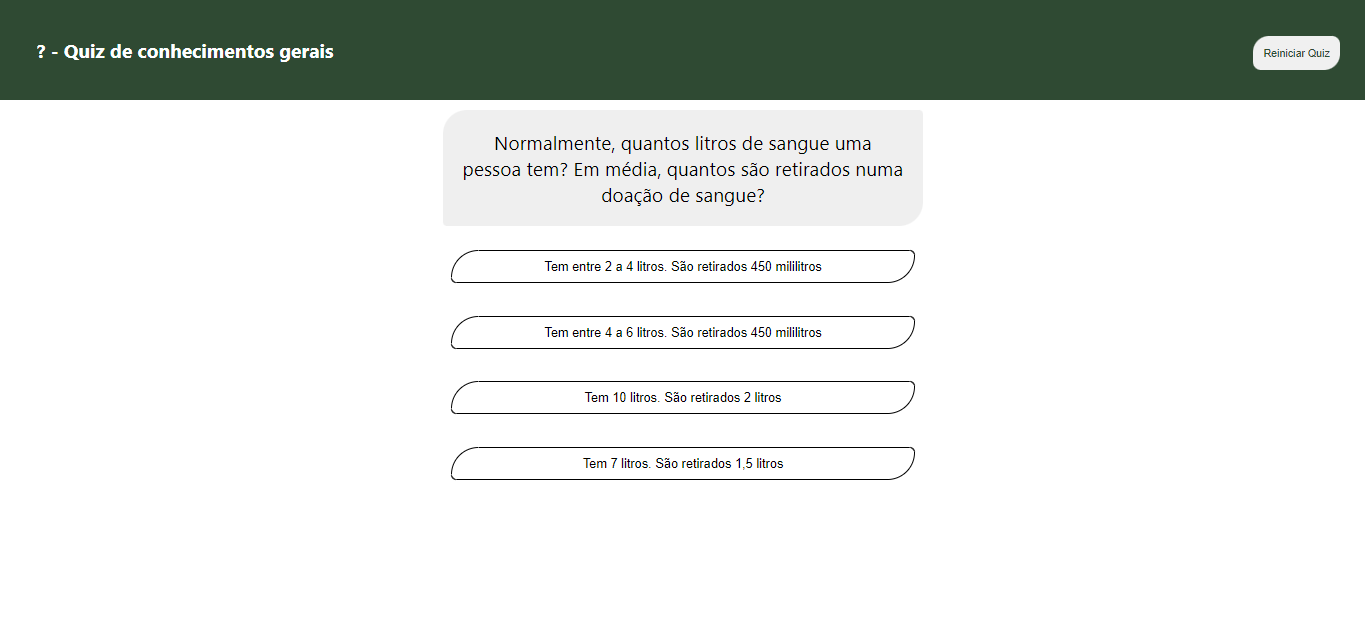 ? - Quiz de conhecimentos gerais
Reiniciar Quiz
Normalmente, quantos litros de sangue uma
pessoa tem? Em média, quantos são retirados numa
doação de sangue?
Tem entre 2 a 4 litros. São retirados 450 mililitros
Tem entre 4 a 6 litros. São retirados 450 mililitros
Tem 10 litros. São retirados 2 litros
Tem 7 litros. São retirados 1,5 litros